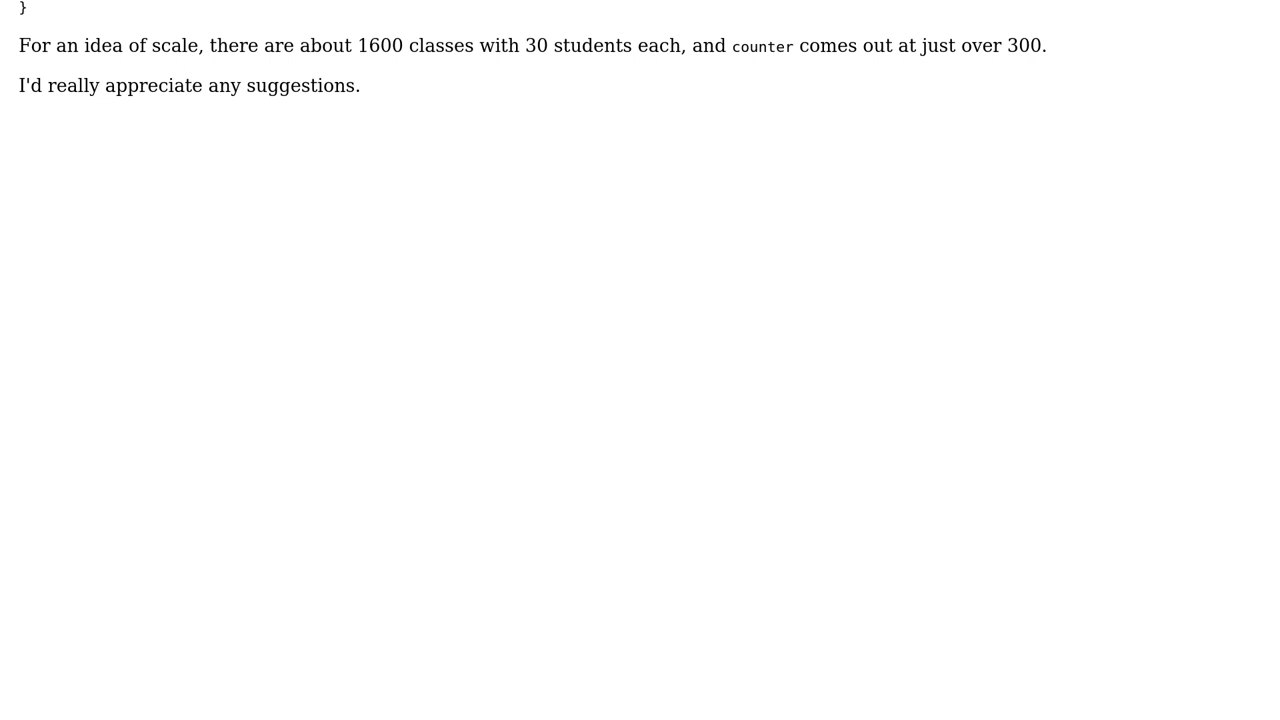 }
For an idea of scale, there are about 1600 classes with 30 students each, and counter comes out at just over 300.
I'd really appreciate any suggestions.